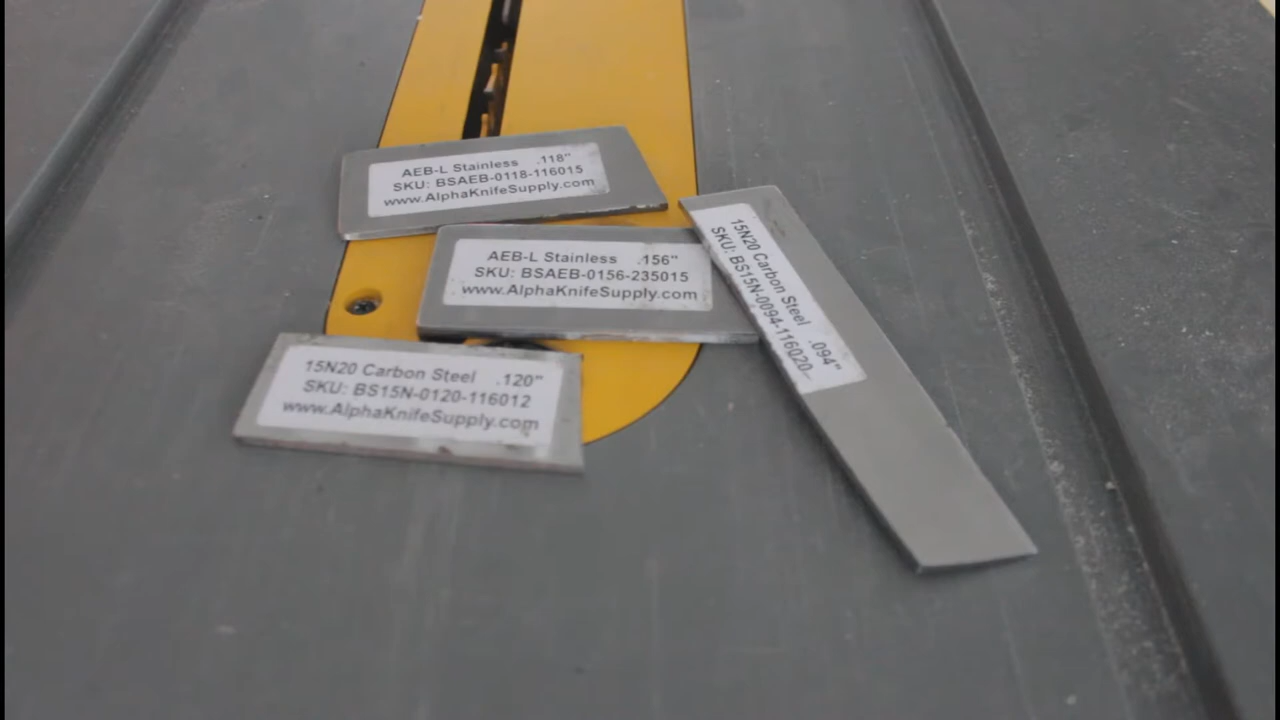 AEB-L Stainless .118"
SKU: BSAEB-0118-116015
www.AlphaKnifeSupply.com
AEB-L Stainless .156"
SKU: BSAEB-0156-235015
www.AlphaKnifeSupply.com
15N20 Carbon Steel .094"
SKU: BS15N-0094-116020-
15N20 Carbon Steel .120"
SKU: BS15N-0120-116012
www.AlphaKnifeSupply.com